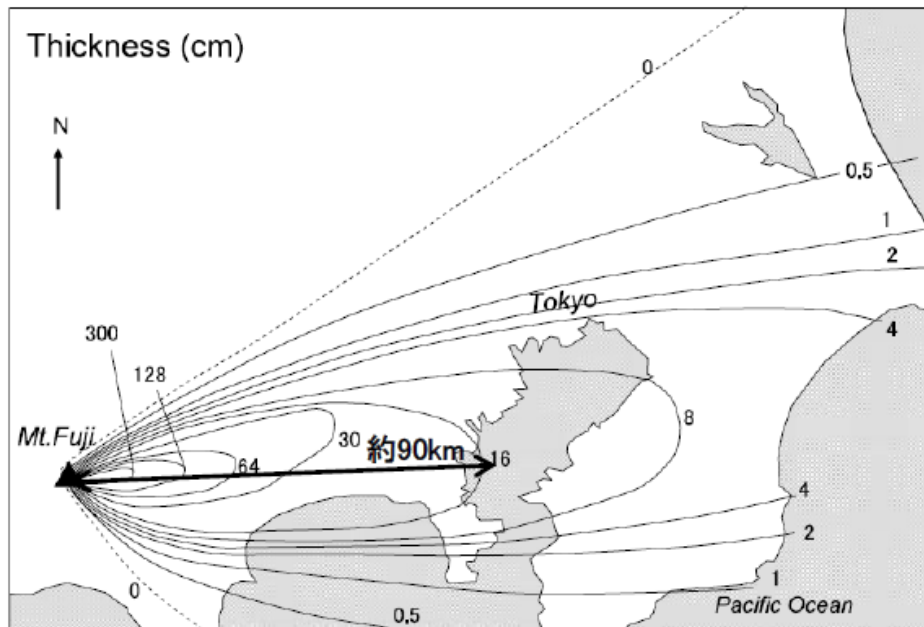 Thickness (cm)
N
0
0,5
1
2
Tokyo
4
300
128
Mt.Fuji
30
8
約90km
64
16
4
2
0
1
0,5
Pacific Ocean